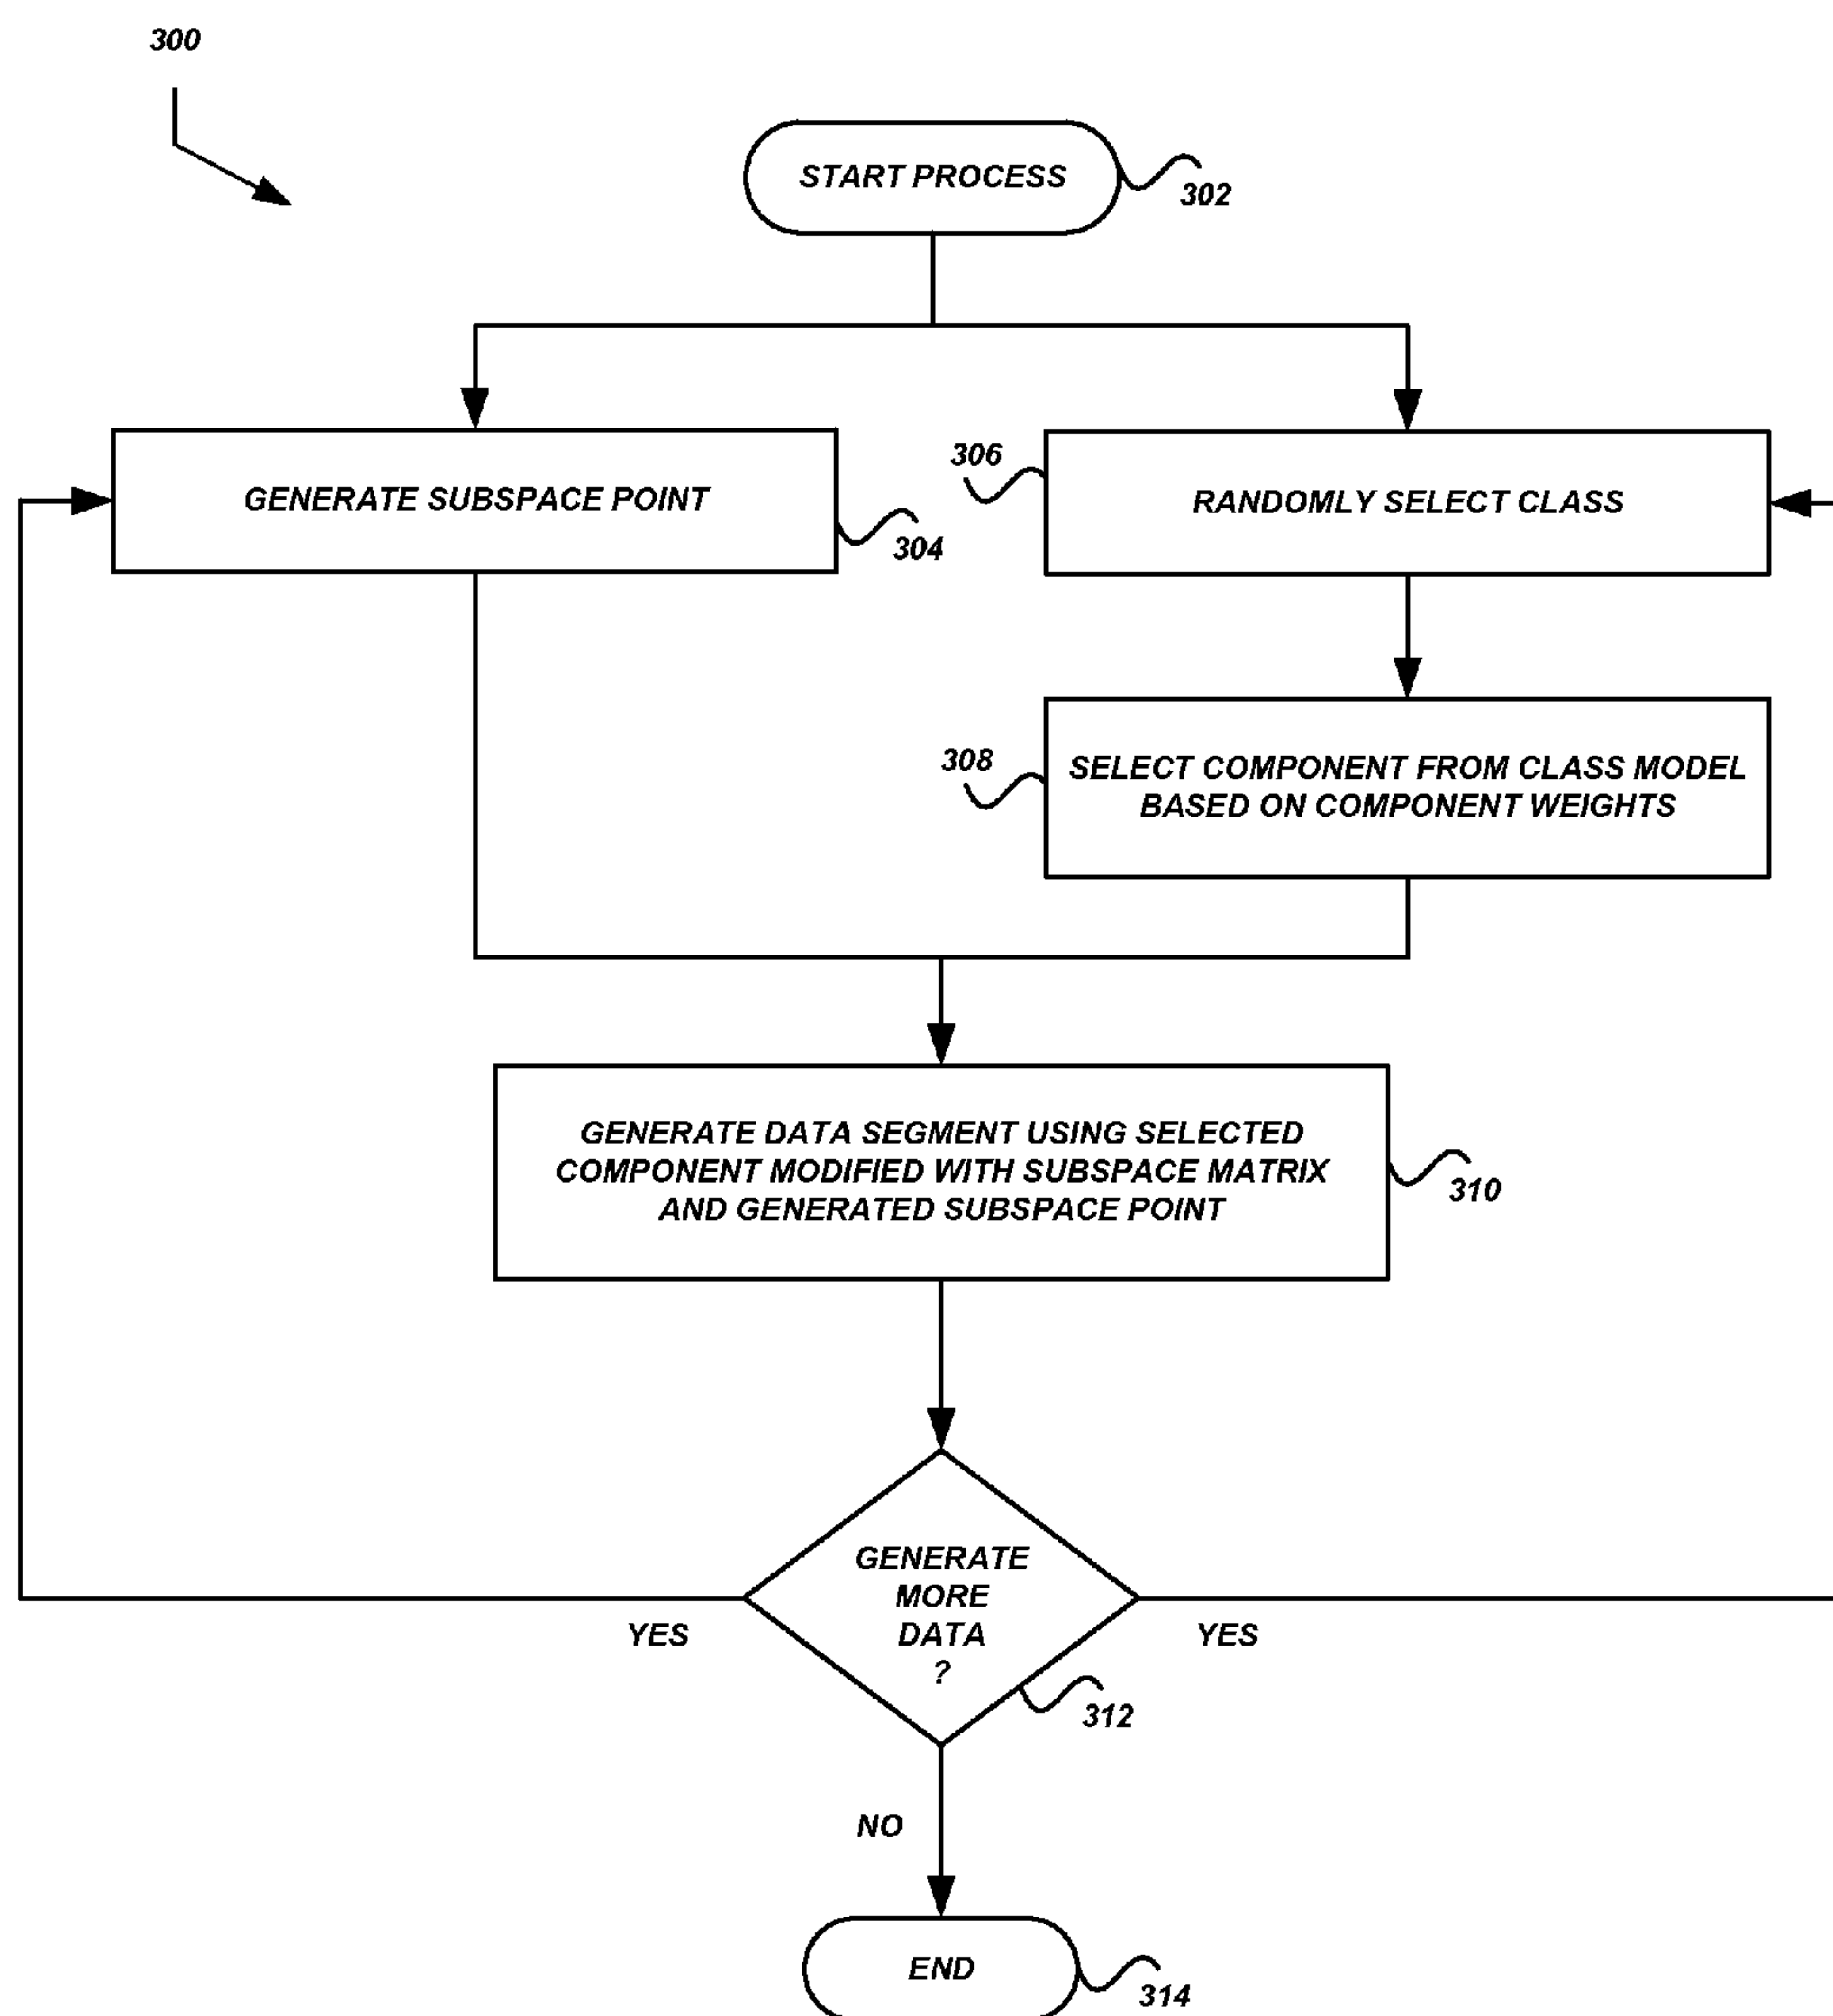 300
START PROCESS
302
GENERATE SUBSPACE POINT
304
306
RANDOMLY SELECT CLASS
308
SELECT COMPONENT FROM CLASS MODEL
BASED ON COMPONENT WEIGHTS
GENERATE DATA SEGMENT USING SELECTED
COMPONENT MODIFIED WITH SUBSPACE MATRIX
AND GENERATED SUBSPACE POINT
310
GENERATE
MORE
DATA
?
YES
YES
312
NO
END
314